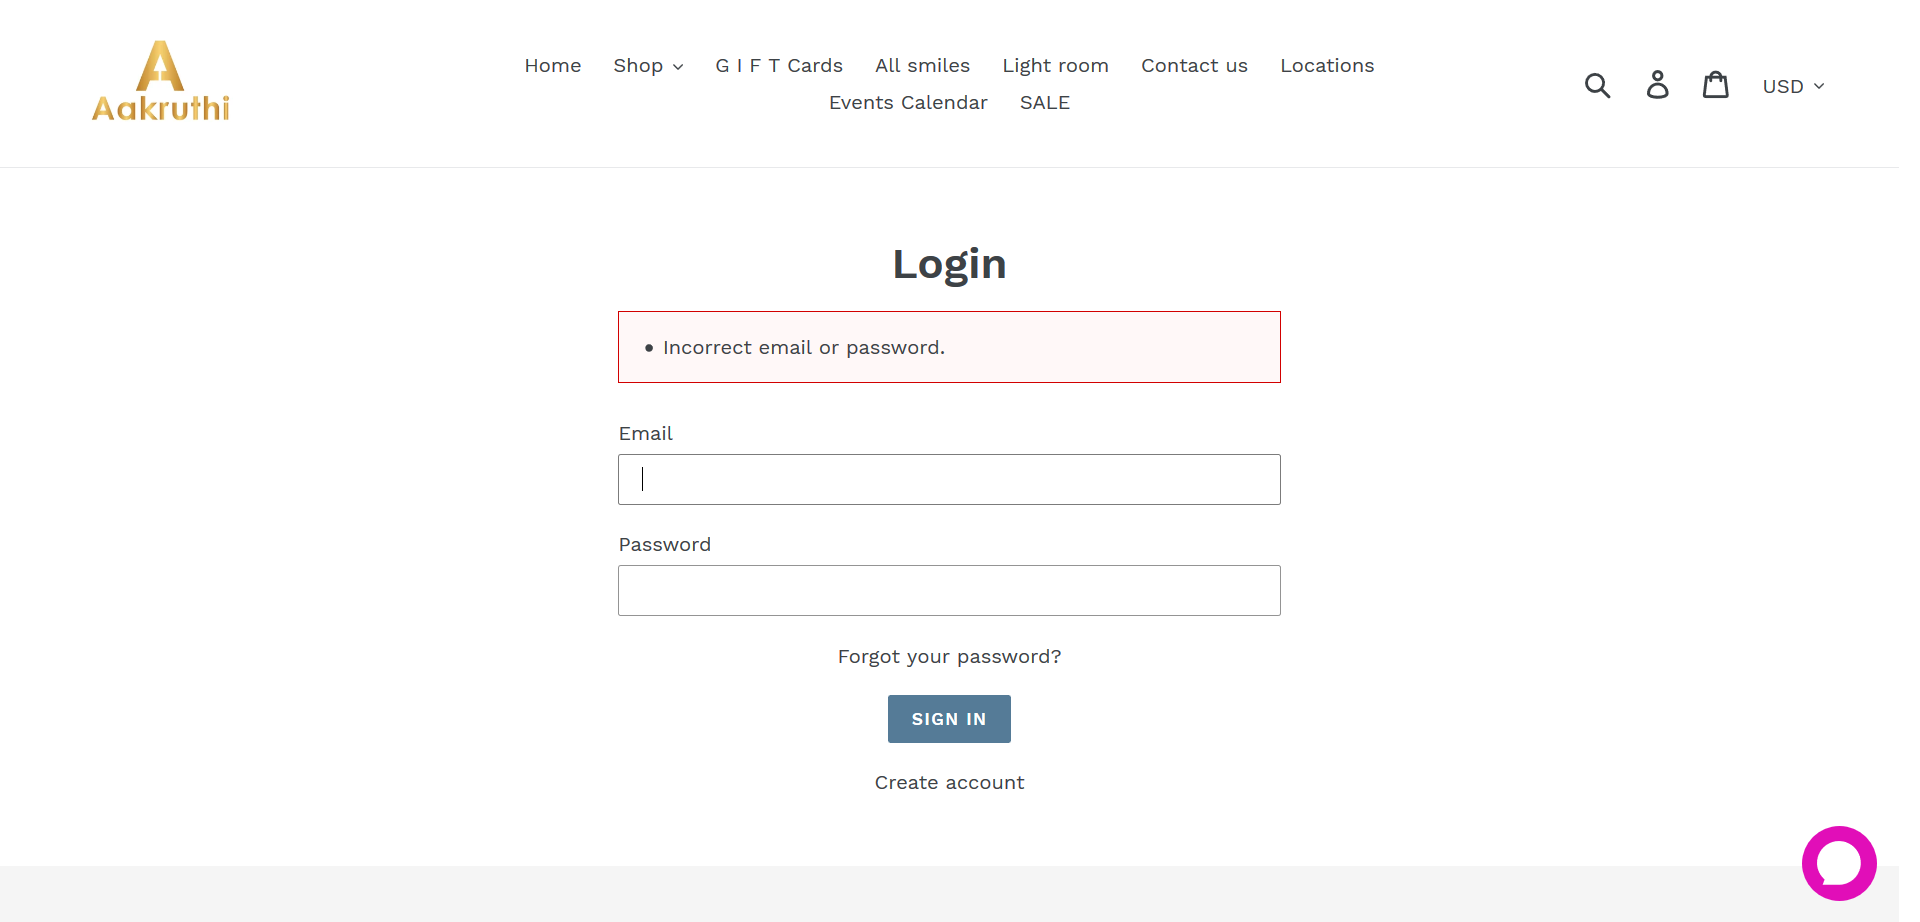 A
Aakruthi
Home Shop G I F T Cards All smiles Light room Contact us Locations
Events Calendar SALE
USD
Login
• Incorrect email or password.
Email
Password
Forgot your password?
SIGN IN
Create account